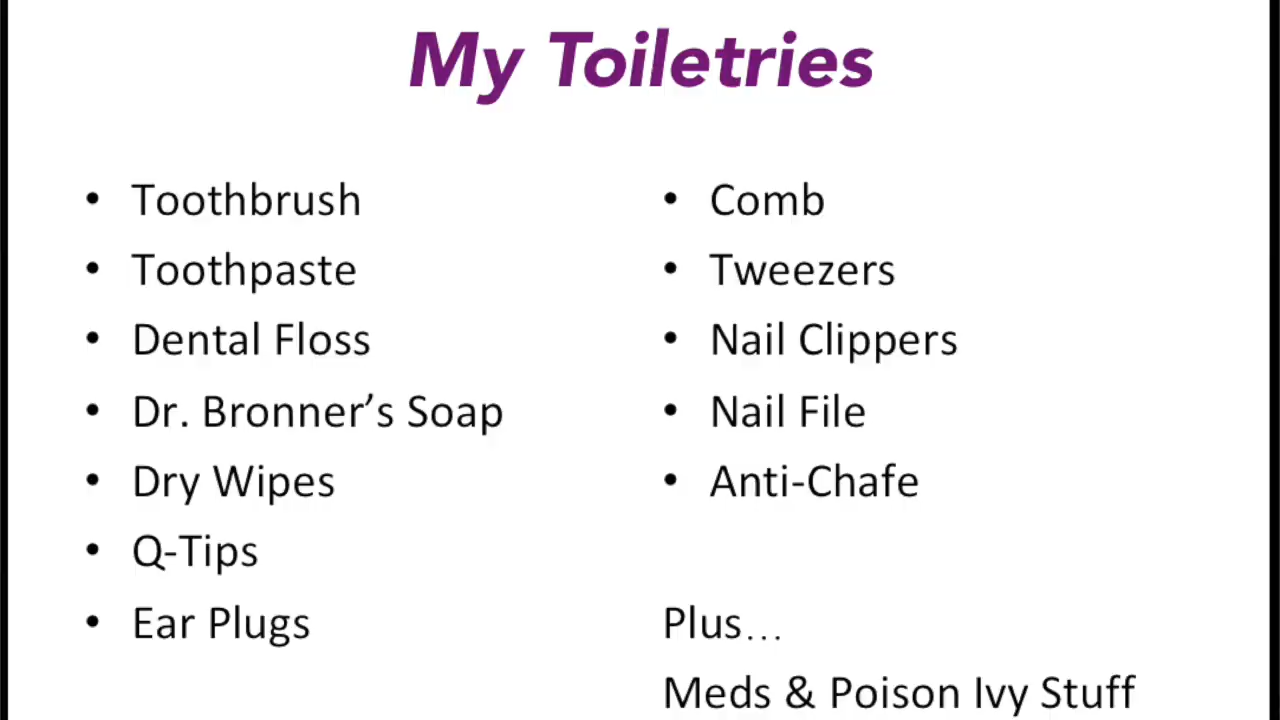 My Toiletries
• Toothbrush
• Toothpaste
• Dental Floss
• Dr. Bronner’s Soap
• Dry Wipes
• Q-Tips
• Ear Plugs
• Comb
• Tweezers
• Nail Clippers
• Nail File
• Anti-Chafe
Plus…
Meds & Poison Ivy Stuff